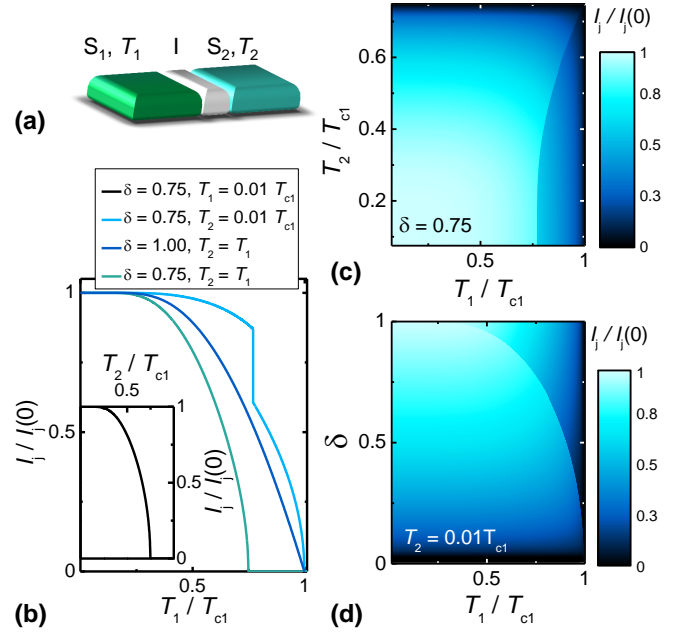 S1, T1 I S2, T2
(a)
δ = 0.75, T1 = 0.01 Tc1
δ = 0.75, T2 = 0.01 Tc1
δ = 1.00, T2 = T1
δ = 0.75, T2 = T1
1
0.5
0
Ij / Ij(0)
0.5
1
T1 / Tc1
T2 / Tc1
0.5
1
0.5
0
Ij / Ij(0)
(b)
Ij / Ij(0)
0.6
0.4
0.2
T2 / Tc1
δ = 0.75
0.5
1
T1 / Tc1
1
0.8
0.6
0.3
0
(c)
Ij / Ij(0)
1
0.5
0
δ
T2 = 0.01Tc1
0.5
1
T1 / Tc1
1
0.8
0.6
0.3
0
(d)